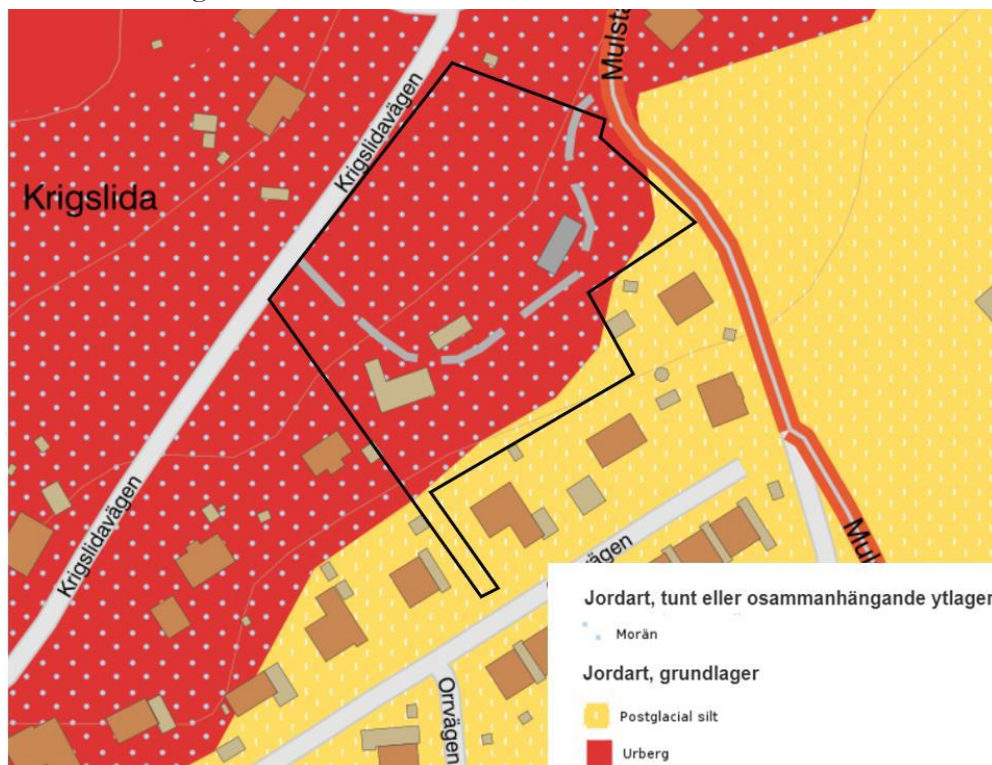 Mulsta
Krigslidavägen
Krigslida
Krigslidavägen
vägen
Mul
Orrvägen
Jordart, tunt eller osammanhängande ytlager
Morän
Jordart, grundlager
Postglacial silt
Urberg